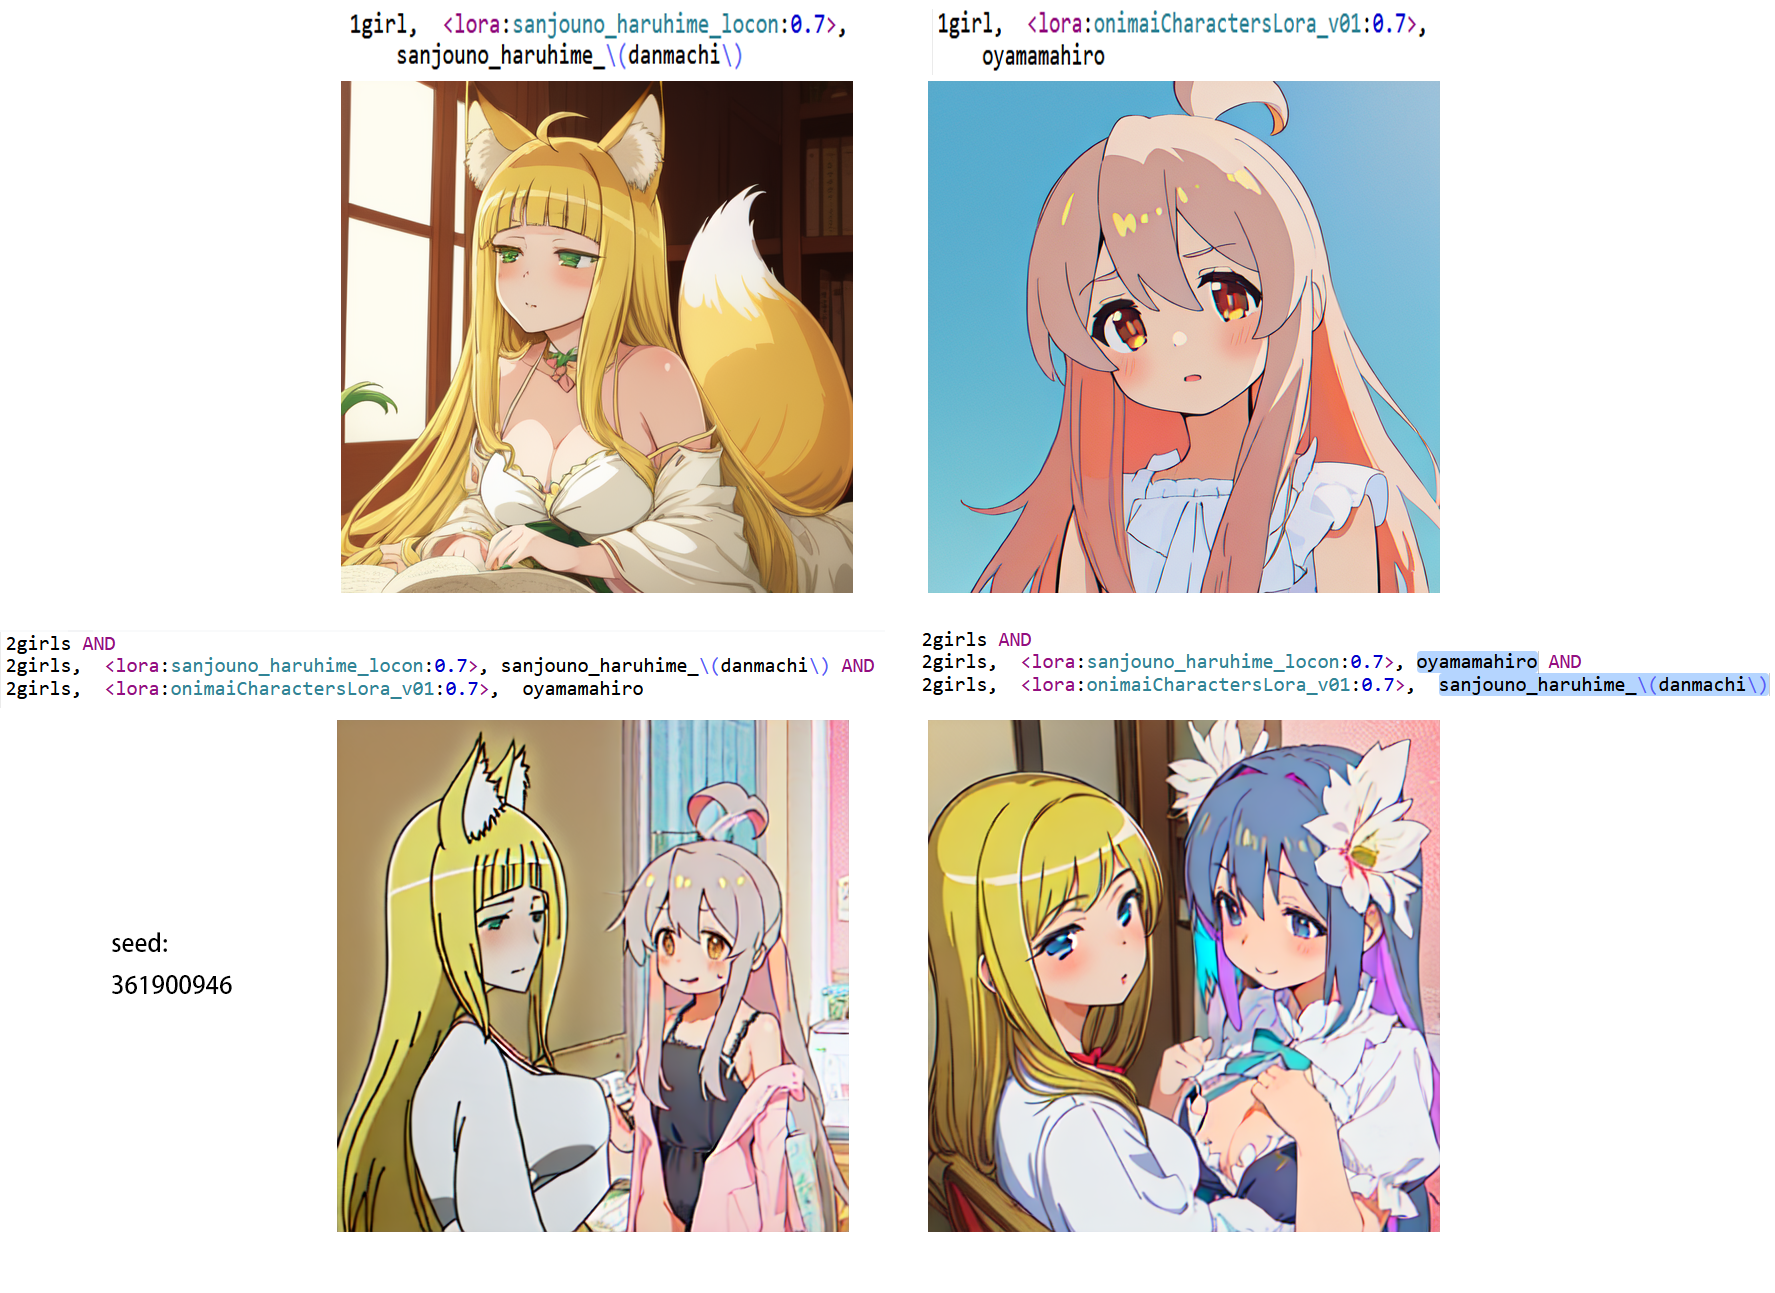 1girl,  <lora:sanjouno_haruhime_locon:0.7>,
sanjouno_haruhime_\(danmachi\)
1girl,  <lora:onimaiCharactersLora_v01:0.7>,
oyamamahiro
2girls AND
2girls,  <lora:sanjouno_haruhime_locon:0.7>, sanjouno_haruhime_\(danmachi\) AND
2girls,  <lora:onimaiCharactersLora_v01:0.7>,  oyamamahiro
2girls AND
2girls,  <lora:sanjouno_haruhime_locon:0.7>, oyamamahiro AND
2girls,  <lora:onimaiCharactersLora_v01:0.7>,  sanjouno_haruhime_\(danmachi\)
seed:
361900946